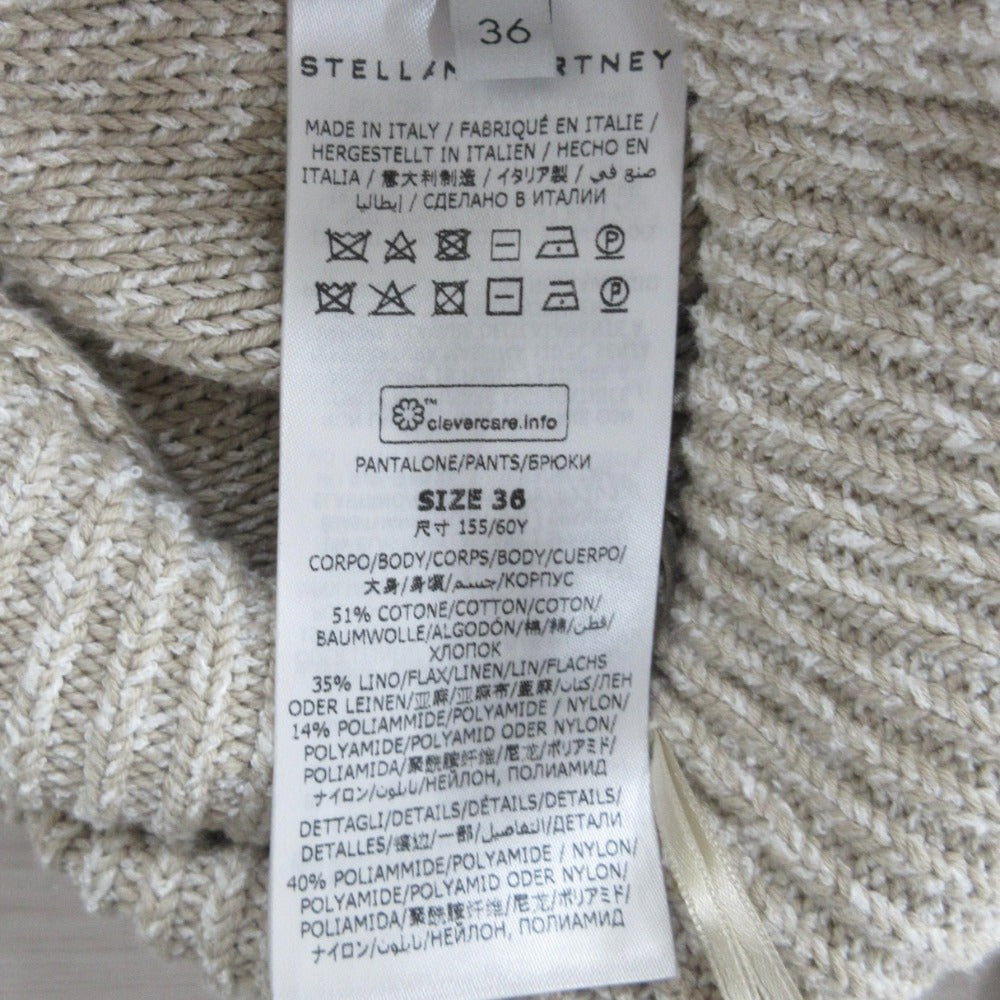 36
STELLA RTNEY
MADE IN ITALY / FABRIQUÉ EN ITALIE /
HERGESTELLT IN ITALIEN / HECHO EN
ITALIA / 意大利制造 / イタリア製 / صنع في
إيطاليا / СДЕЛАНО В ИТАЛИИ
P
P
clevercare.info™
PANTALONE/PANTS/БРЮКИ
SIZE 36
尺寸 155/60Y
CORPO/BODY/CORPS/BODY/CUERPO/
大身/身頃/جسم/КОРПУС
51% COTONE/COTTON/COTON/
BAUMWOLLE/ALGODÓN/棉/綿/قطن/
ХЛОПОК
35% LINO/FLAX/LINEN/LIN/FLACHS
ODER LEINEN/亚麻/亚麻布/亜麻/كتان/ЛЕН
14% POLIAMMIDE/POLYAMIDE / NYLON/
POLYAMIDE/POLYAMID ODER NYLON/
POLIAMIDA/聚酰胺纤维/尼龙/ポリアミド/
ナイロン/نايلون/НЕЙЛОН, ПОЛИАМИД
DETTAGLI/DETAILS/DÉTAILS/DETAILS/
DETALLES/镶边/一部/التفاصيل/ДЕТАЛИ
40% POLIAMMIDE/POLYAMIDE / NYLON/
POLYAMIDE/POLYAMID ODER NYLON/
POLIAMIDA/聚酰胺纤维/尼龙/ポリアミド/
ナイロン/نايلون/НЕЙЛОН, ПОЛИАМИД